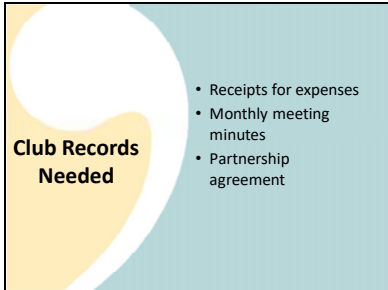 Club Records
Needed
• Receipts for expenses
• Monthly meeting
minutes
• Partnership
agreement